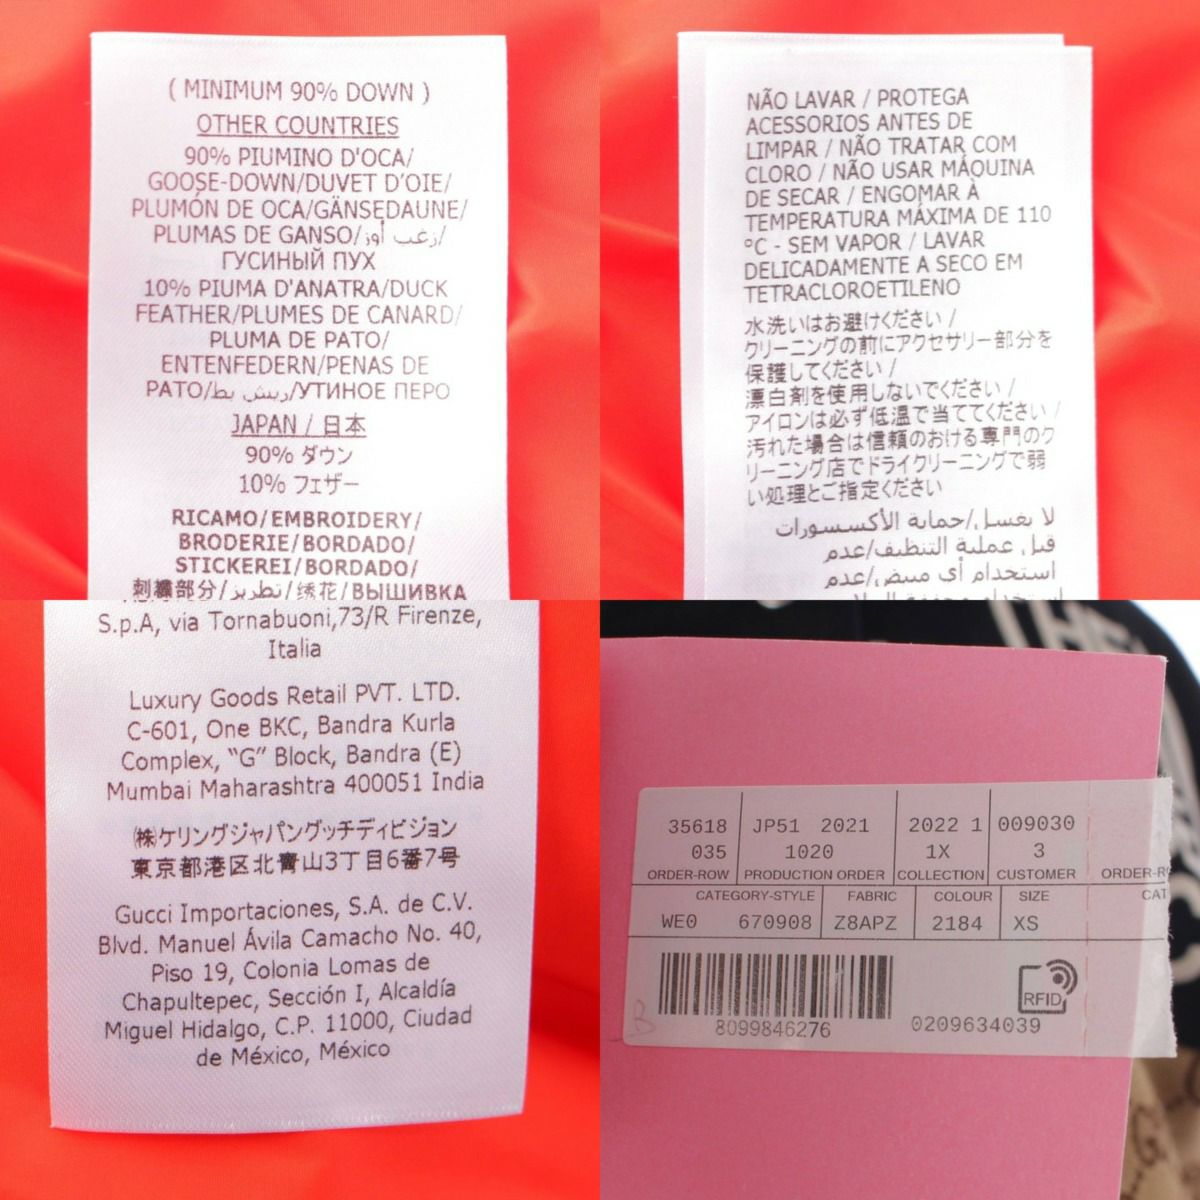 ( MINIMUM 90% DOWN )
OTHER COUNTRIES
90% PIUMINO D'OCA/
GOOSE-DOWN/DUVET D'OIE/
PLUMÓN DE OCA/GÄNSEDAUNE/
PLUMAS DE GANSO/زغب أوز/
ГУСИНЫЙ ПУХ
10% PIUMA D'ANATRA/DUCK
FEATHER/PLUMES DE CANARD/
PLUMA DE PATO/
ENTENFEDERN/PENAS DE
PATO/ريش بط/УТИНОЕ ПЕРО
JAPAN / 日本
90% ダウン
10% フェザー
RICAMO/EMBROIDERY/
BRODERIE/BORDADO/
STICKEREI/BORDADO/
刺繍部分/تطريز/绣花/ВЫШИВКА
NÃO LAVAR / PROTEGA
ACESSORIOS ANTES DE
LIMPAR / NÃO TRATAR COM
CLORO / NÃO USAR MÁQUINA
DE SECAR / ENGOMAR À
TEMPERATURA MÁXIMA DE 110
°C - SEM VAPOR / LAVAR
DELICADAMENTE A SECO EM
TETRACLOROETILENO
水洗いはお避けください /
クリーニングの前にアクセサリー部分を
保護してください /
漂白剤を使用しないでください /
アイロンは必ず低温で当ててください /
汚れた場合は信頼のおける専門のク
リーニング店でドライクリーニングで弱
い処理とご指定ください
لا يغسل/حماية الأكسسورات
قبل عملية التنظيف/عدم
استخدام أي مبيض/عدم
S.p.A, via Tornabuoni,73/R Firenze,
Italia
Luxury Goods Retail PVT. LTD.
C-601, One BKC, Bandra Kurla
Complex, "G" Block, Bandra (E)
Mumbai Maharashtra 400051 India
㈱ケリングジャパングッチディビジョン
東京都港区北青山3丁目6番7号
Gucci Importaciones, S.A. de C.V.
Blvd. Manuel Ávila Camacho No. 40,
Piso 19, Colonia Lomas de
Chapultepec, Sección I, Alcaldía
Miguel Hidalgo, C.P. 11000, Ciudad
de México, México
35618 JP51 2021 2022 1 009030
035 1020 1X 3
ORDER-ROW PRODUCTION ORDER COLLECTION CUSTOMER ORDER-R
CATEGORY-STYLE FABRIC COLOUR SIZE CAT
WE0 670908 Z8APZ 2184 XS
RFID
8099846276 0209634039